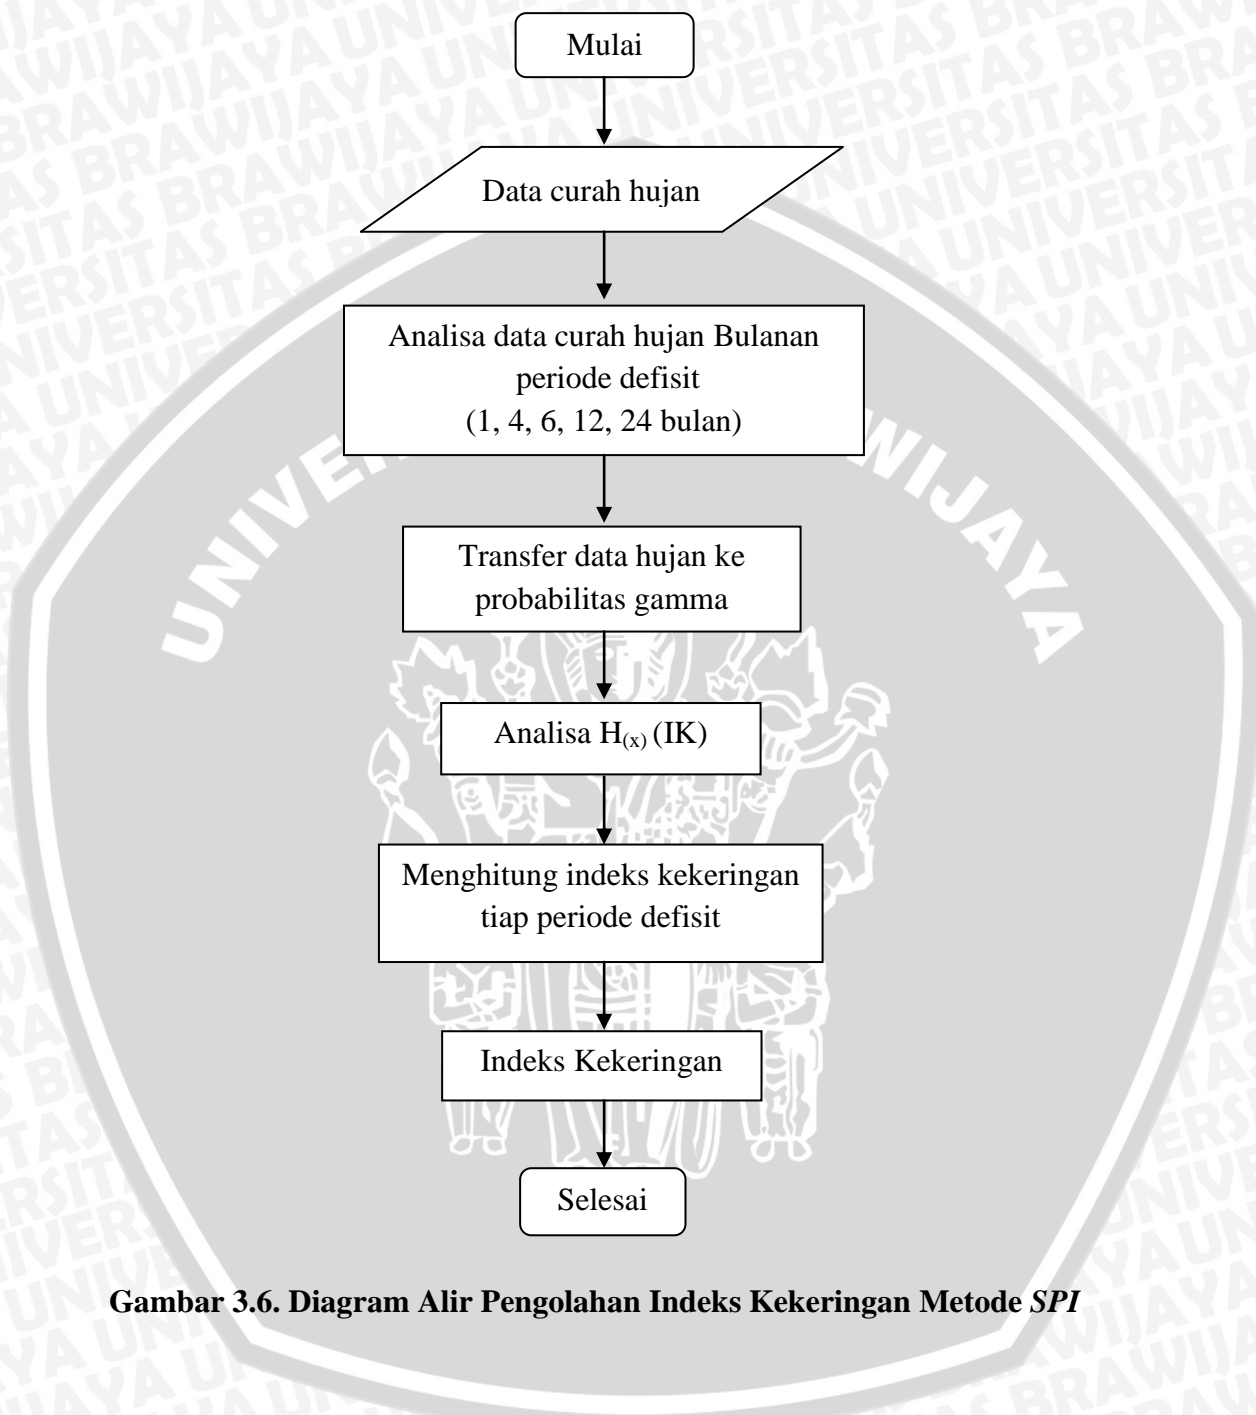 Mulai
Data curah hujan
Analisa data curah hujan Bulanan
periode defisit
(1, 4, 6, 12, 24 bulan)
Transfer data hujan ke
probabilitas gamma
Analisa H(x) (IK)
Menghitung indeks kekeringan
tiap periode defisit
Indeks Kekeringan
Selesai
Gambar 3.6. Diagram Alir Pengolahan Indeks Kekeringan Metode SPI